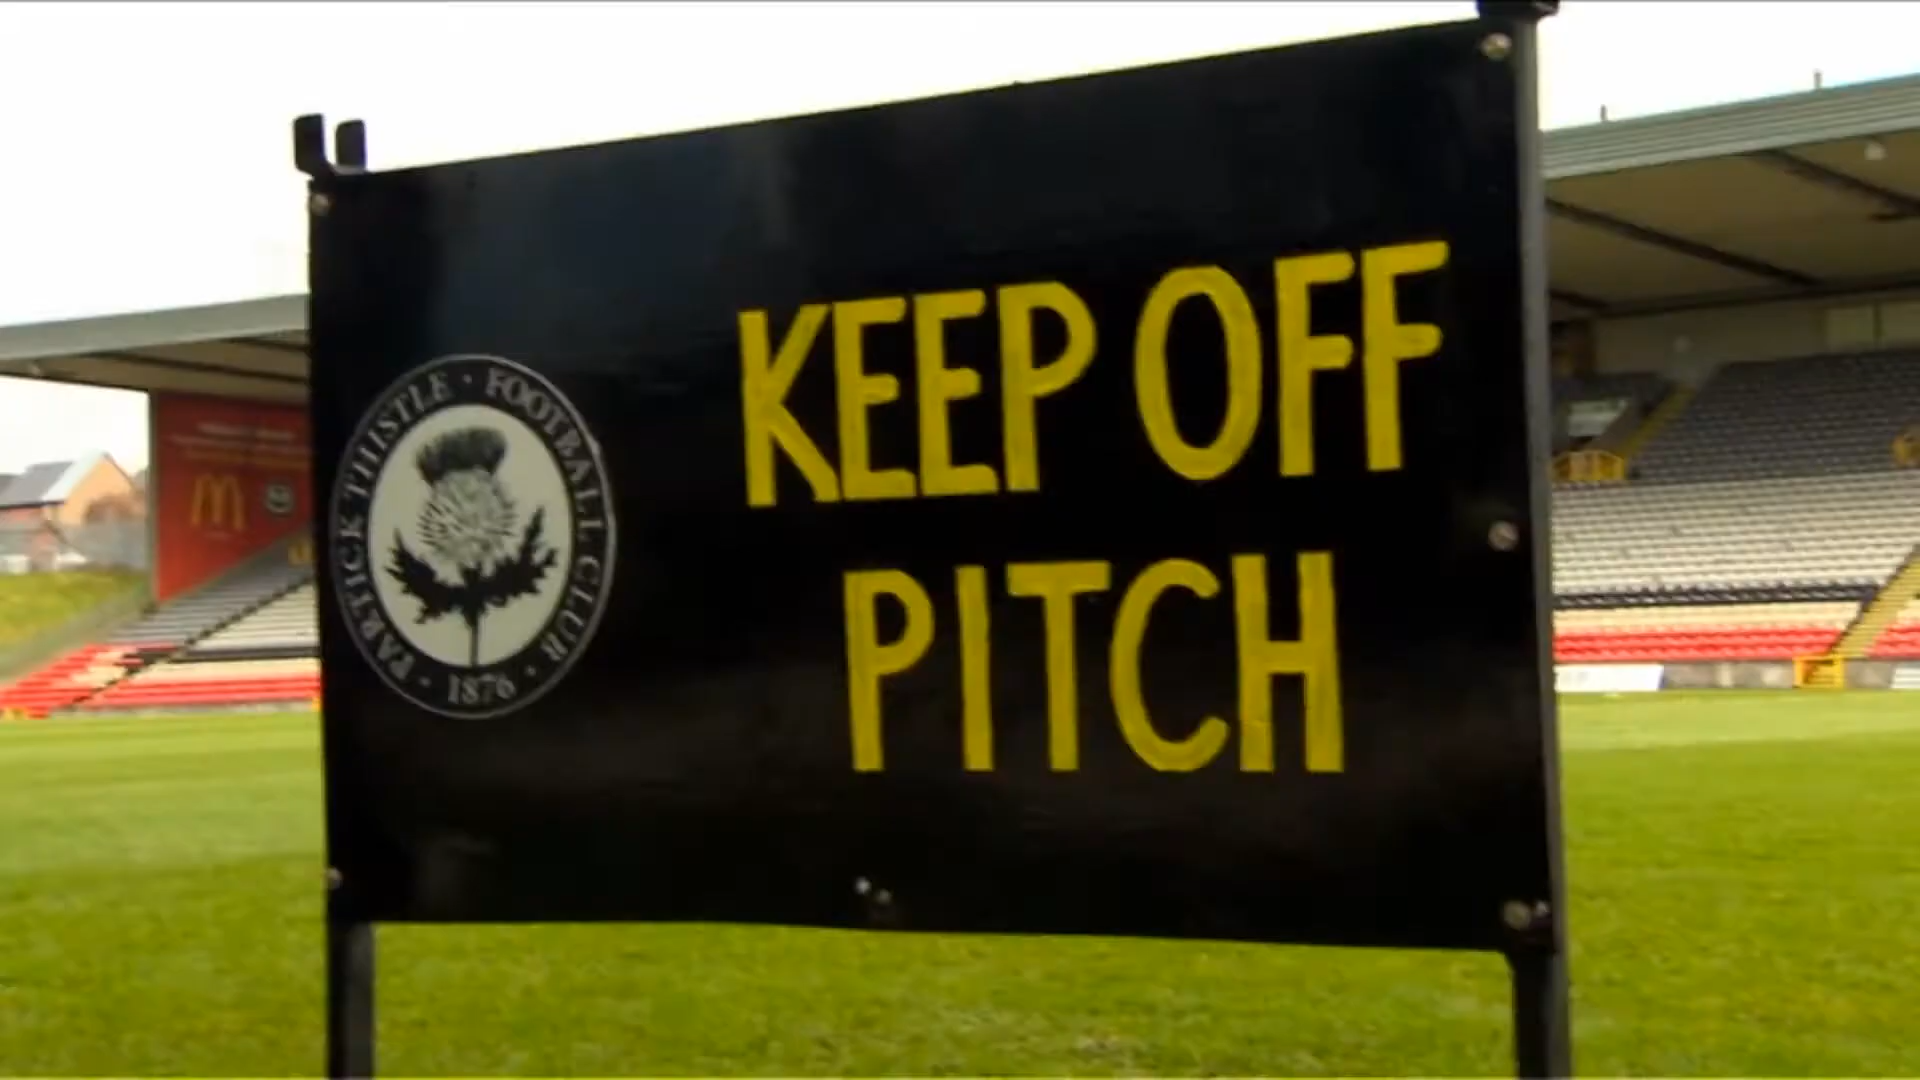 PARTICK THISTLE · FOOTBALL CLUB ·
1876
KEEP OFF
PITCH